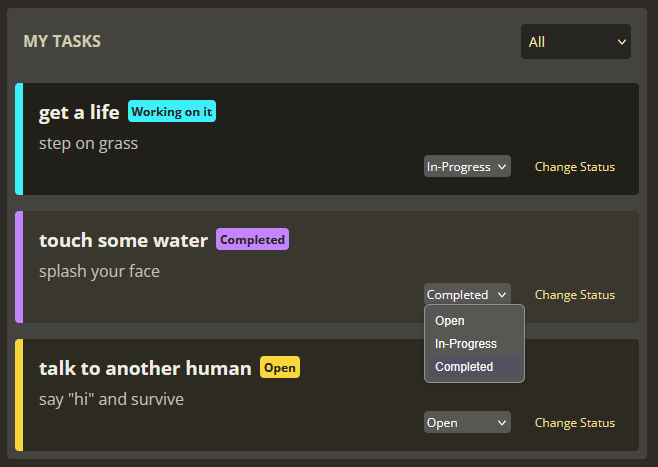 MY TASKS
All
get a life Working on it
step on grass
In-Progress Change Status
touch some water Completed
splash your face
Completed Change Status
Open
In-Progress
Completed
talk to another human Open
say "hi" and survive
Open Change Status